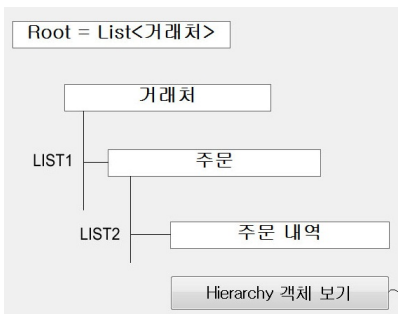 Root = List<거래처>
거래처
LIST1
주문
LIST2
주문 내역
Hierarchy 객체 보기